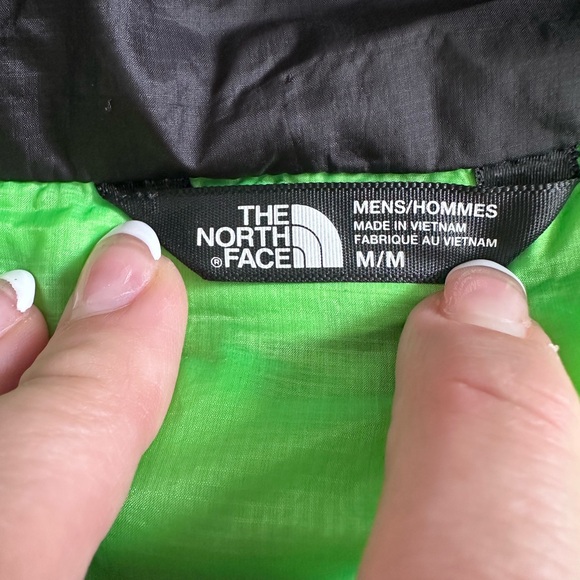 THE
NORTH
®FACE
MENS/HOMMES
MADE IN VIETNAM
FABRIQUÉ AU VIETNAM
M/M